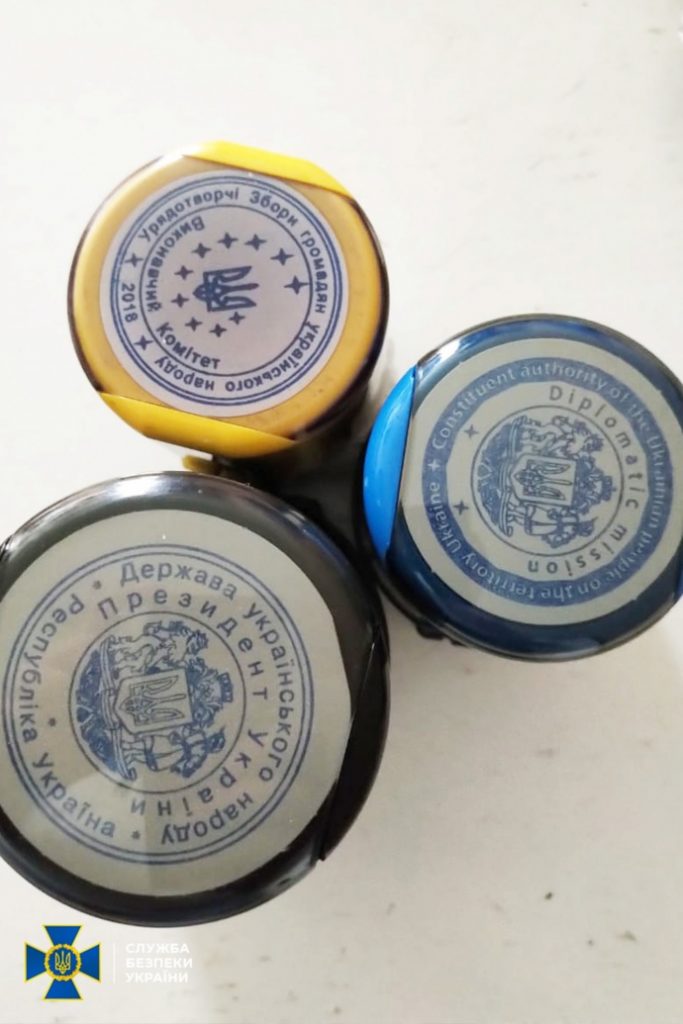 Урядотворчі Збори громадян українського народу
2018
Виконавчий Комітет
Constituent authority of the Ukrainian people on the territory Ukraine
Diplomatic mission
Держава українського народу
Республіка Україна
Президент України
СЛУЖБА
БЕЗПЕКИ
УКРАЇНИ